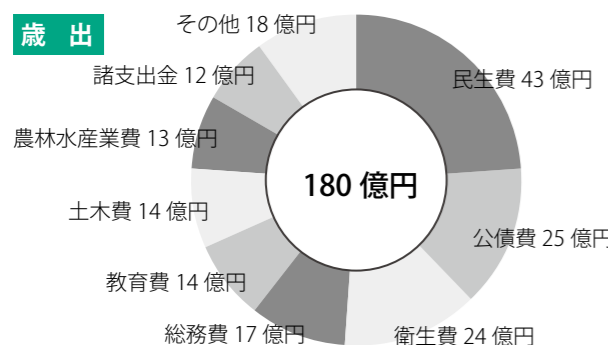 歳 出
その他 18 億円
諸支出金 12 億円
農林水産業費 13 億円
土木費 14 億円
教育費 14 億円
総務費 17 億円
衛生費 24 億円
公債費 25 億円
民生費 43 億円
180 億円